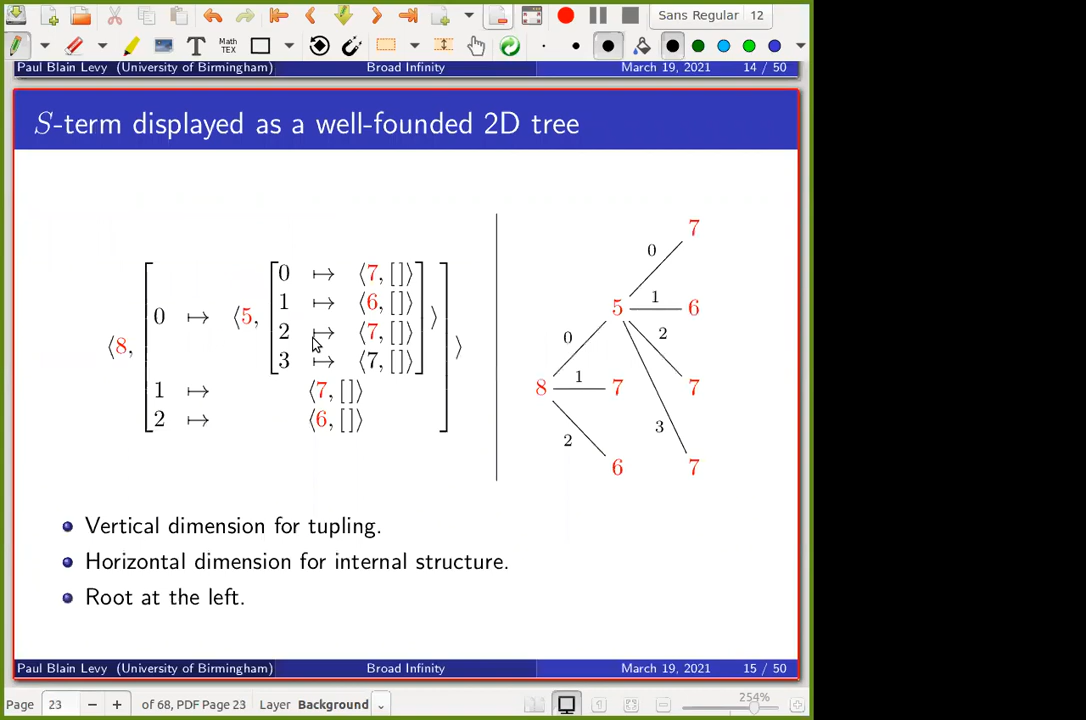 Sans Regular 12
Math
TEX
Paul Blain Levy (University of Birmingham) Broad Infinity March 19, 2021 14 / 50
S-term displayed as a well-founded 2D tree
⟨8, [0 ↦ ⟨5, [0 ↦ ⟨7, []⟩
1 ↦ ⟨6, []⟩
2 ↦ ⟨7, []⟩
3 ↦ ⟨7, []⟩]⟩
1 ↦ ⟨7, []⟩
2 ↦ ⟨6, []⟩]⟩
7
0
5 1 6
0 2
8 1 7 7
2 3
6 7
Vertical dimension for tupling.
Horizontal dimension for internal structure.
Root at the left.
Paul Blain Levy (University of Birmingham) Broad Infinity March 19, 2021 15 / 50
Page 23 of 68, PDF Page 23 Layer Background 254%